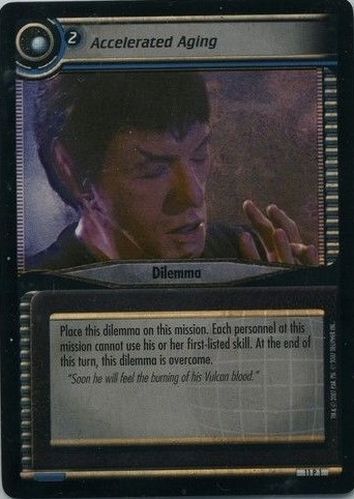 2 Accelerated Aging
Dilemma
Place this dilemma on this mission. Each personnel at this
mission cannot use his or her first-listed skill. At the end of
this turn, this dilemma is overcome.
"Soon he will feel the burning of his Vulcan blood."
11 P 1